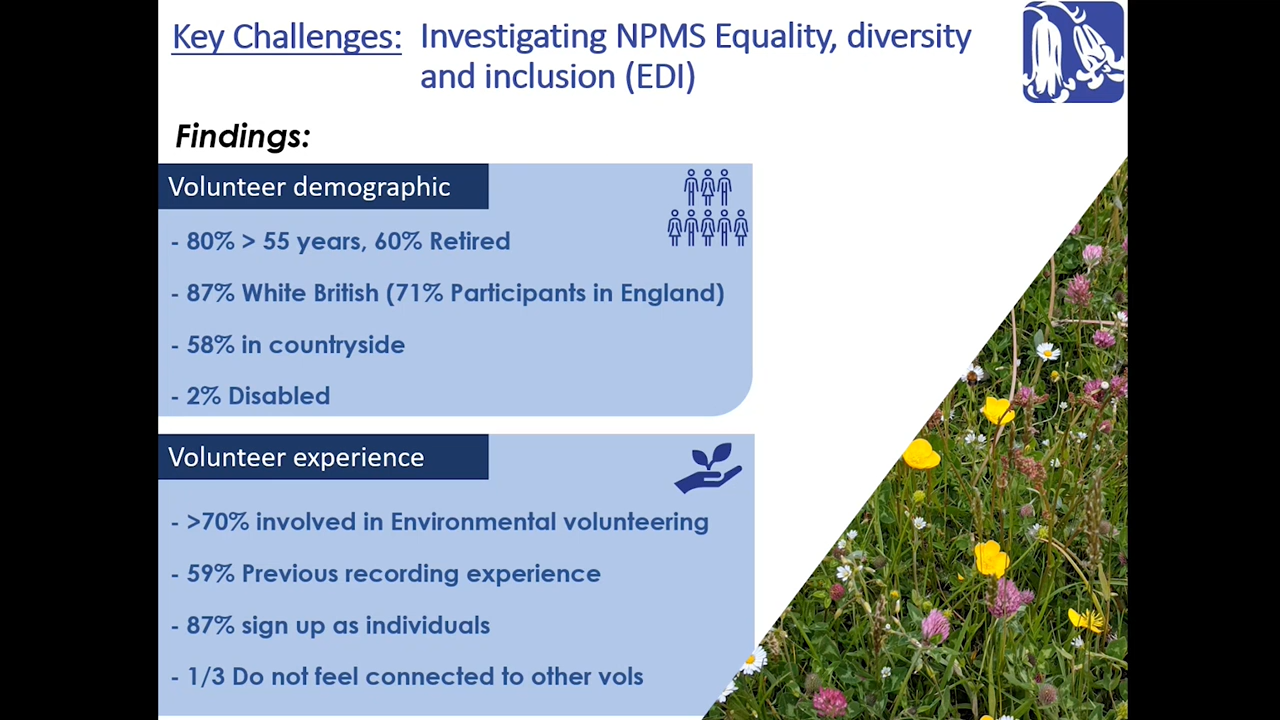 Key Challenges: Investigating NPMS Equality, diversity
and inclusion (EDI)
Findings:
Volunteer demographic
- 80% > 55 years, 60% Retired
- 87% White British (71% Participants in England)
- 58% in countryside
- 2% Disabled
Volunteer experience
- >70% involved in Environmental volunteering
- 59% Previous recording experience
- 87% sign up as individuals
- 1/3 Do not feel connected to other vols